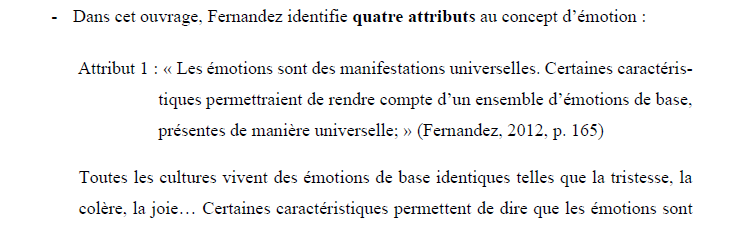 - Dans cet ouvrage, Fernandez identifie quatre attributs au concept d’émotion :
Attribut 1 : « Les émotions sont des manifestations universelles. Certaines caractéris-
tiques permettraient de rendre compte d’un ensemble d’émotions de base,
présentes de manière universelle; » (Fernandez, 2012, p. 165)
Toutes les cultures vivent des émotions de base identiques telles que la tristesse, la
colère, la joie… Certaines caractéristiques permettent de dire que les émotions sont